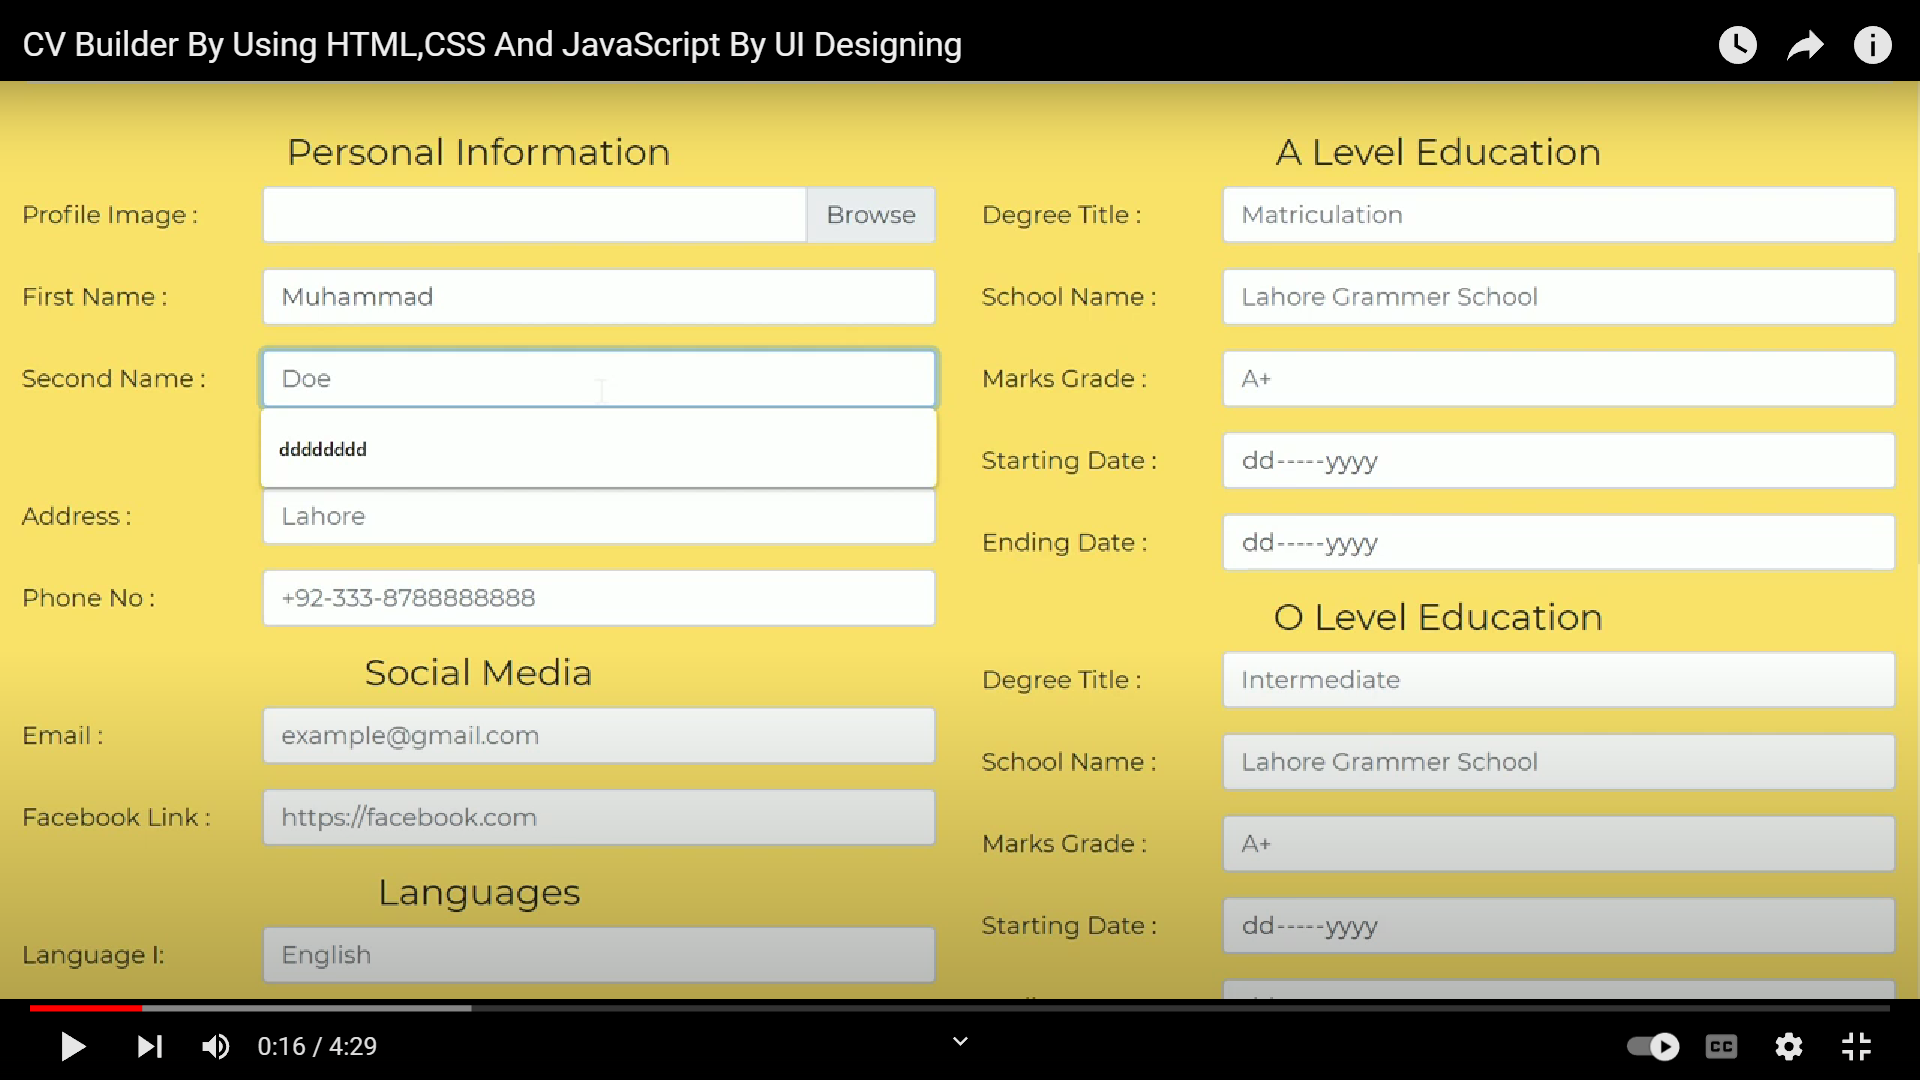 CV Builder By Using HTML,CSS And JavaScript By UI Designing
Personal Information
Profile Image :
Browse
First Name :
Muhammad
Second Name :
Doe
dddddddd
Address :
Lahore
Phone No :
+92-333-8788888888
Social Media
Email :
example@gmail.com
Facebook Link :
https://facebook.com
Languages
Language I:
English
A Level Education
Degree Title :
Matriculation
School Name :
Lahore Grammer School
Marks Grade :
A+
Starting Date :
dd-----yyyy
Ending Date :
dd-----yyyy
O Level Education
Degree Title :
Intermediate
School Name :
Lahore Grammer School
Marks Grade :
A+
Starting Date :
dd-----yyyy
0:16 / 4:29
CC